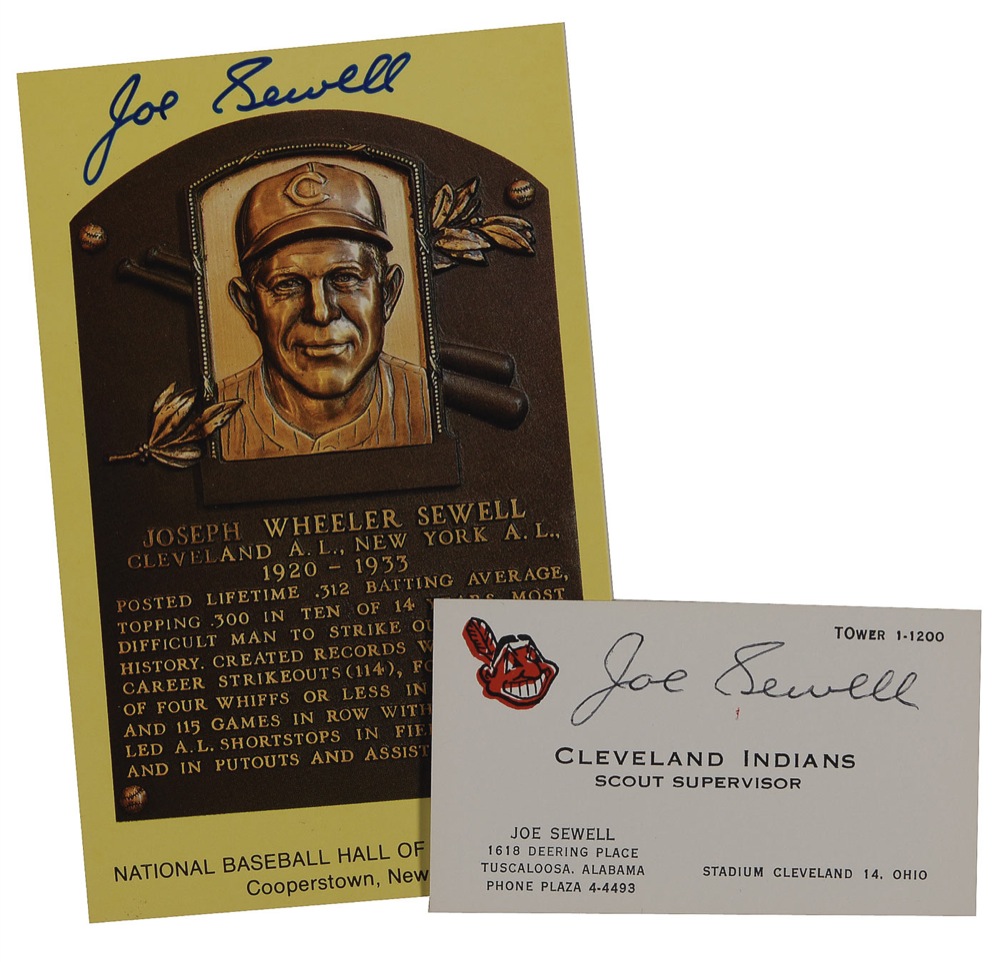 Joe Sewell
C
JOSEPH WHEELER SEWELL
CLEVELAND A.L., NEW YORK A.L.,
1920 – 1933
POSTED LIFETIME .312 BATTING AVERAGE,
TOPPING .300 IN TEN OF 14 YEARS. MOST
DIFFICULT MAN TO STRIKE
HISTORY. CREATED RECORDS
CAREER STRIKEOUTS (114),
OF FOUR WHIFFS OR LESS IN
AND 115 GAMES IN ROW WITH
LED A.L. SHORTSTOPS IN
AND IN PUTOUTS AND
NATIONAL BASEBALL HALL OF
Cooperstown, New
TOWER 1-1200
Joe Sewell
CLEVELAND INDIANS
SCOUT SUPERVISOR
JOE SEWELL
1618 DEERING PLACE
TUSCALOOSA, ALABAMA
PHONE PLAZA 4-4493
STADIUM CLEVELAND 14, OHIO